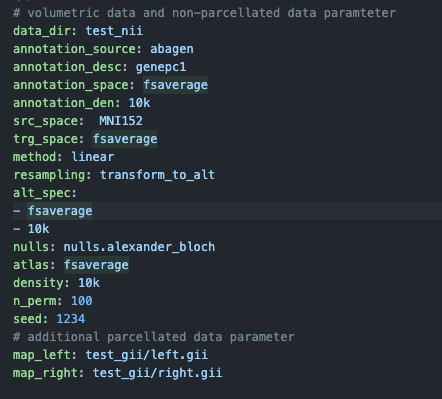 # volumetric data and non-parcellated data paramteter
data_dir: test_nii
annotation_source: abagen
annotation_desc: genepc1
annotation_space: fsaverage
annotation_den: 10k
src_space:  MNI152
trg_space: fsaverage
method: linear
resampling: transform_to_alt
alt_spec:
- fsaverage
- 10k
nulls: nulls.alexander_bloch
atlas: fsaverage
density: 10k
n_perm: 100
seed: 1234
# additional parcellated data parameter
map_left: test_gii/left.gii
map_right: test_gii/right.gii